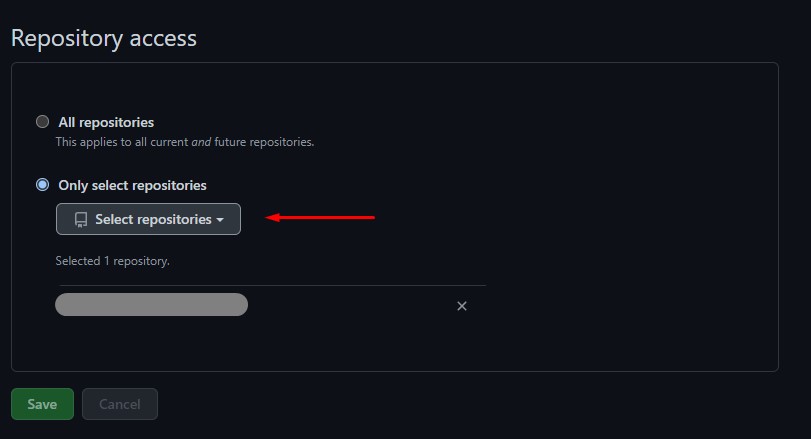 Repository access
All repositories
This applies to all current and future repositories.
Only select repositories
Select repositories
Selected 1 repository.
Save
Cancel